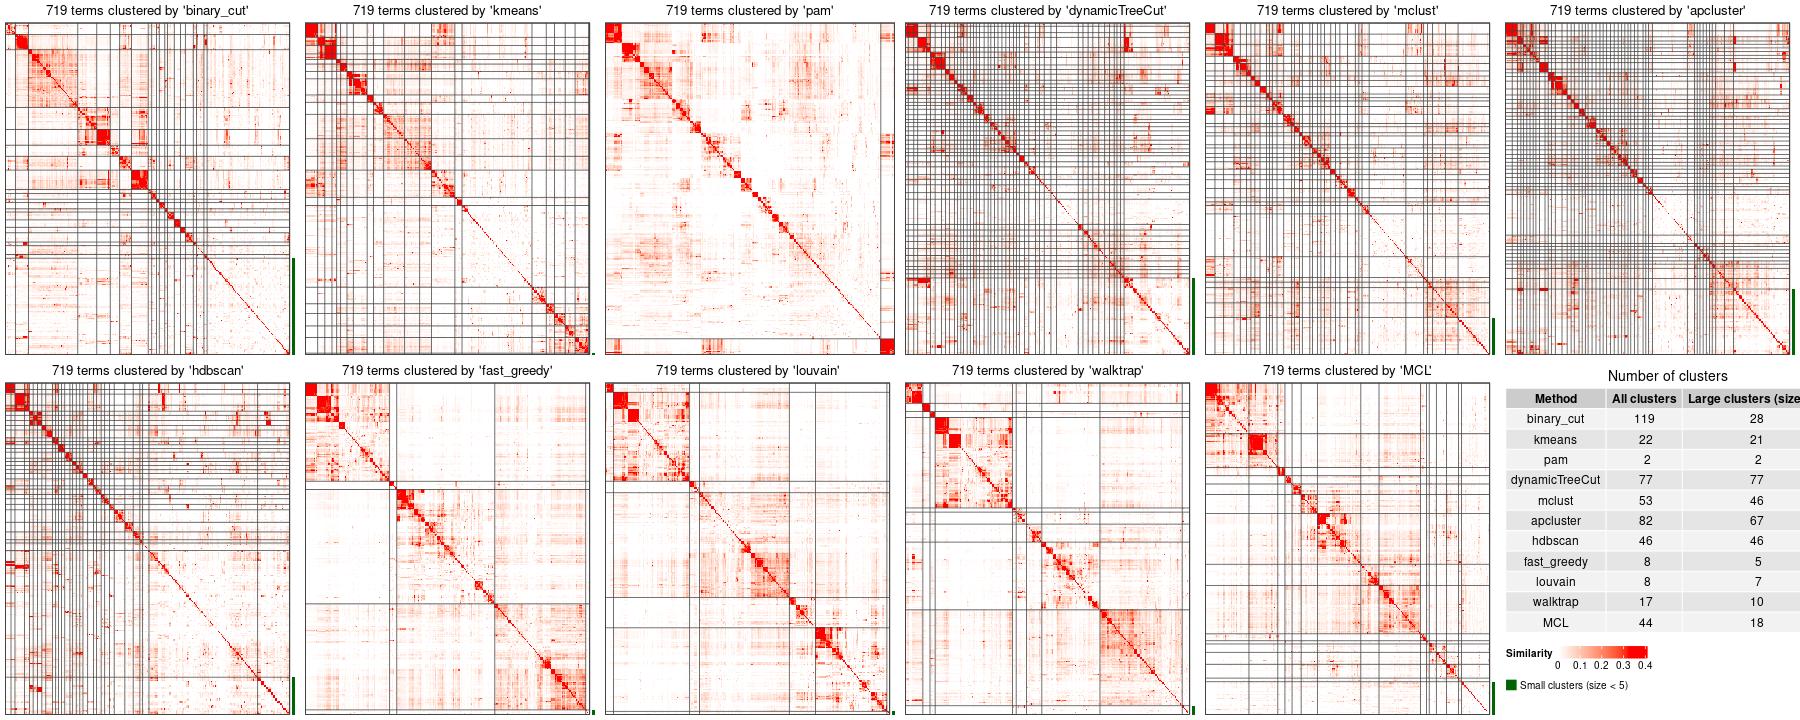 719 terms clustered by 'binary_cut'
719 terms clustered by 'kmeans'
719 terms clustered by 'pam'
719 terms clustered by 'dynamicTreeCut'
719 terms clustered by 'mclust'
719 terms clustered by 'apcluster'
719 terms clustered by 'hdbscan'
719 terms clustered by 'fast_greedy'
719 terms clustered by 'louvain'
719 terms clustered by 'walktrap'
719 terms clustered by 'MCL'
Number of clusters
Method All clusters Large clusters (size
binary_cut 119 28
kmeans 22 21
pam 2 2
dynamicTreeCut 77 77
mclust 53 46
apcluster 82 67
hdbscan 46 46
fast_greedy 8 5
louvain 8 7
walktrap 17 10
MCL 44 18
Similarity
0 0.1 0.2 0.3 0.4
Small clusters (size < 5)